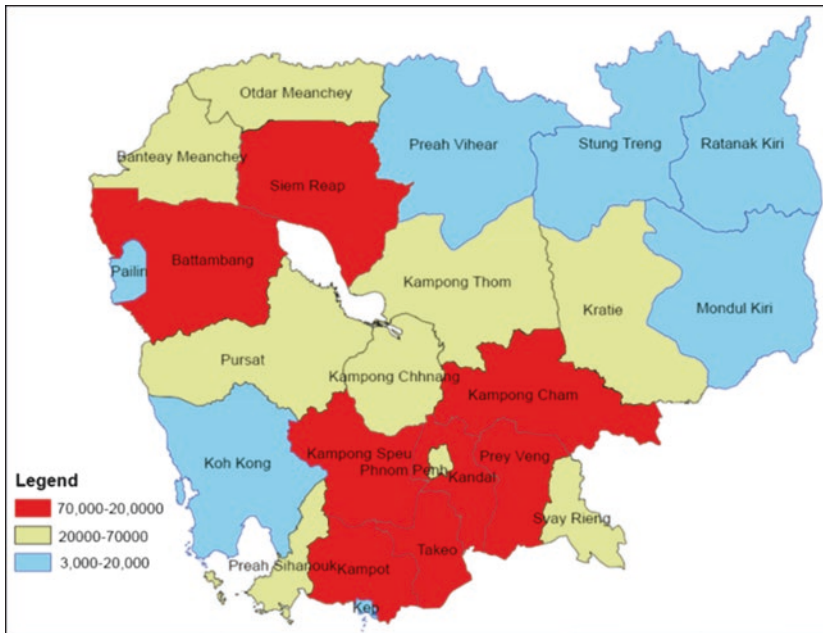 Otdar Meanchey
Banteay Meanchey
Preah Vihear
Stung Treng
Ratanak Kiri
Siem Reap
Battambang
Pailin
Kampong Thom
Kratie
Mondul Kiri
Pursat
Kampong Chhnang
Kampong Cham
Koh Kong
Kampong Speu
Prey Veng
Phnom Penh
Kandal
Svay Rieng
Takeo
Preah Sihanouk
Kampot
Kep
Legend
70,000-20,0000
20000-70000
3,000-20,000